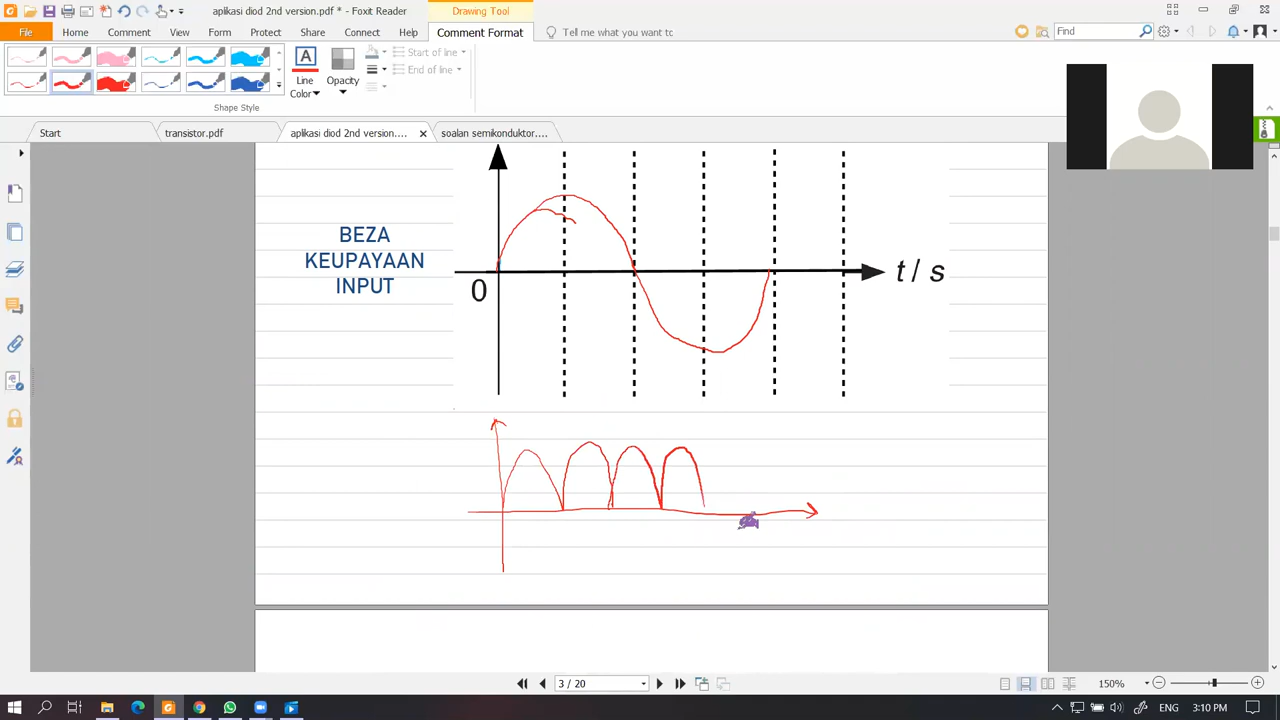 aplikasi diod 2nd version.pdf * - Foxit Reader
Drawing Tool
File
Home
Comment
View
Form
Protect
Share
Connect
Help
Comment Format
Tell me what you want tc
Find
Line
Color
Opacity
Start of line
End of line
Shape Style
Start
transistor.pdf
aplikasi diod 2nd version....
soalan semikonduktor....
BEZA
KEUPAYAAN
INPUT
0
t / s
3 / 20
150%
ENG
3:10 PM